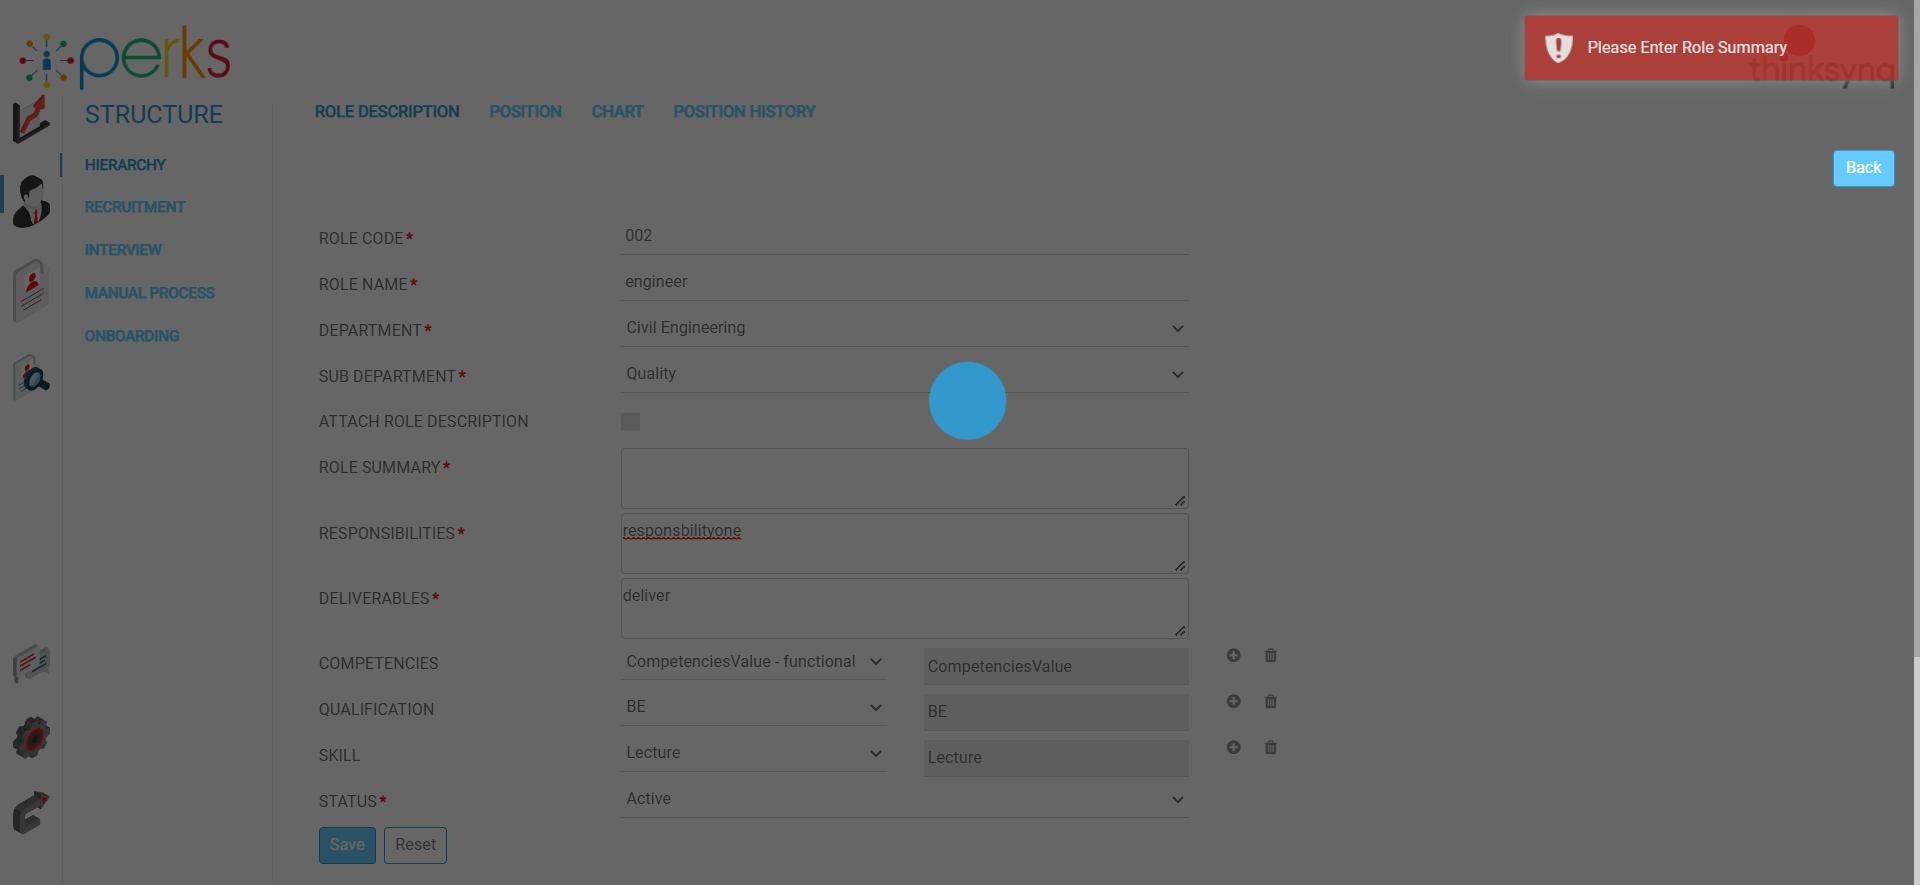 perks
Please Enter Role Summary
thinksynq
STRUCTURE
ROLE DESCRIPTION POSITION CHART POSITION HISTORY
HIERARCHY
Back
RECRUITMENT
INTERVIEW
MANUAL PROCESS
ONBOARDING
ROLE CODE* 002
ROLE NAME* engineer
DEPARTMENT* Civil Engineering
SUB DEPARTMENT* Quality
ATTACH ROLE DESCRIPTION
ROLE SUMMARY*
RESPONSIBILITIES* responsbilityone
DELIVERABLES* deliver
COMPETENCIES CompetenciesValue - functional CompetenciesValue
QUALIFICATION BE BE
SKILL Lecture Lecture
STATUS* Active
Save Reset